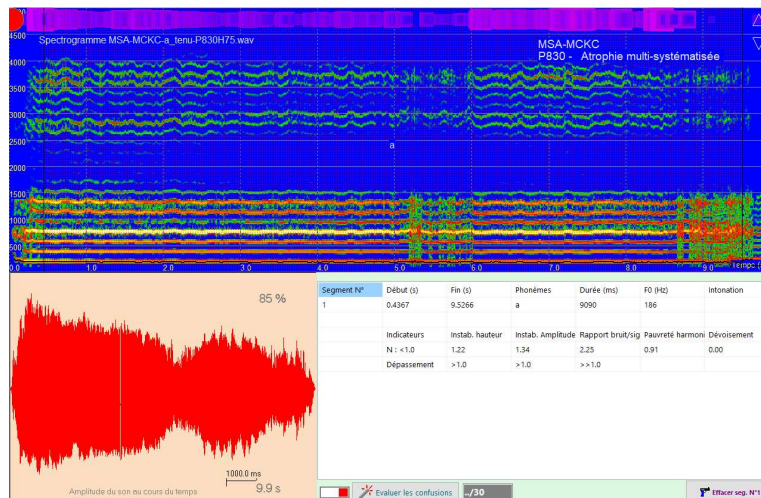 5000
Spectrogramme MSA-MCKC-a_tenu-P830H75.wav
MSA-MCKC
P830 - Atrophie multi-systématisée
4000
3500
3000
2500
2000
1500
1000
500
a
0.0 1.0 2.0 3.0 4.0 5.0 6.0 7.0 8.0 9.0 Temps
85 %
1000.0 ms
Amplitude du son au cours du temps
9.9 s
Segment N° Début (s) Fin (s) Phonèmes Durée (ms) F0 (Hz) Intonation
1 0.4367 9.5266 a 9090 186
Indicateurs Instab. hauteur Instab. Amplitude Rapport bruit/sig Pauvreté harmoni Dévoisement
N : <1.0 1.22 1.34 2.25 0.91 0.00
Dépassement >1.0 >1.0 >>1.0
Evaluer les confusions ../30 Effacer seg. N°1